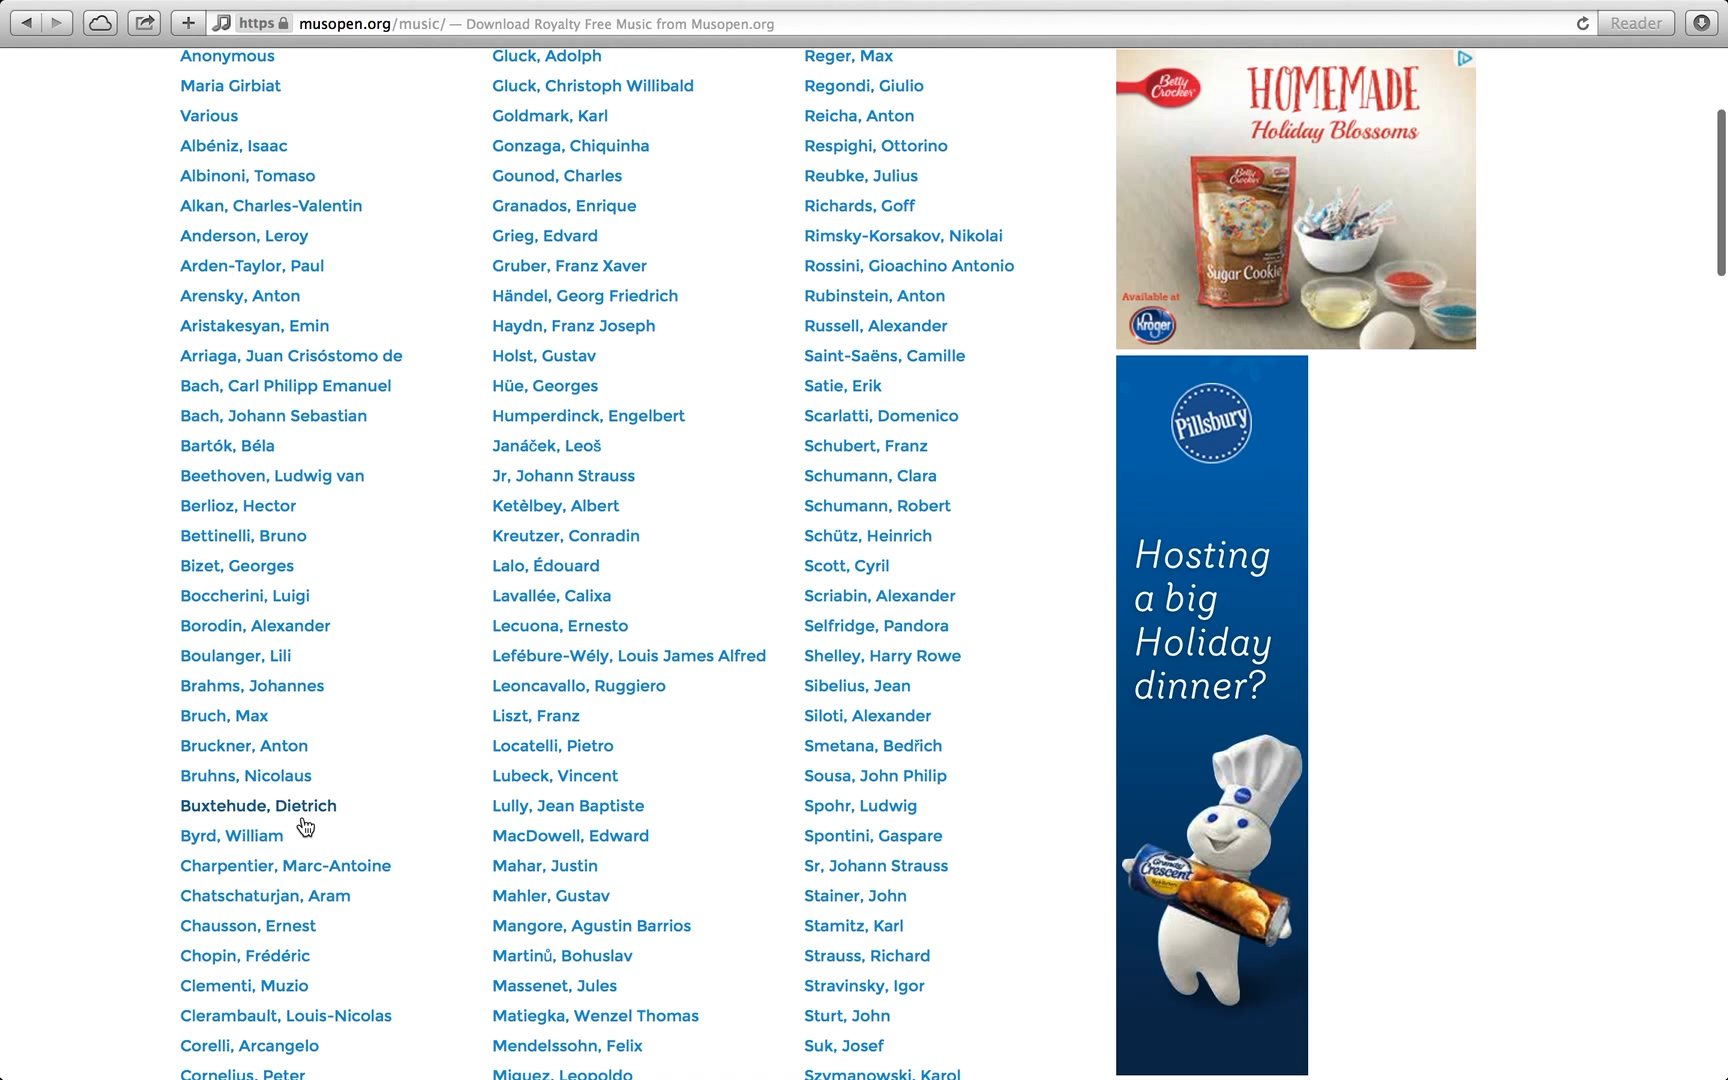 https musopen.org/music/ — Download Royalty Free Music from Musopen.org
Reader
Anonymous
Maria Girbiat
Various
Albéniz, Isaac
Albinoni, Tomaso
Alkan, Charles-Valentin
Anderson, Leroy
Arden-Taylor, Paul
Arensky, Anton
Aristakesyan, Emin
Arriaga, Juan Crisóstomo de
Bach, Carl Philipp Emanuel
Bach, Johann Sebastian
Bartók, Béla
Beethoven, Ludwig van
Berlioz, Hector
Bettinelli, Bruno
Bizet, Georges
Boccherini, Luigi
Borodin, Alexander
Boulanger, Lili
Brahms, Johannes
Bruch, Max
Bruckner, Anton
Bruhns, Nicolaus
Buxtehude, Dietrich
Byrd, William
Charpentier, Marc-Antoine
Chatschaturjan, Aram
Chausson, Ernest
Chopin, Frédéric
Clementi, Muzio
Clerambault, Louis-Nicolas
Corelli, Arcangelo
Cornelius, Peter
Gluck, Adolph
Gluck, Christoph Willibald
Goldmark, Karl
Gonzaga, Chiquinha
Gounod, Charles
Granados, Enrique
Grieg, Edvard
Gruber, Franz Xaver
Händel, Georg Friedrich
Haydn, Franz Joseph
Holst, Gustav
Hüe, Georges
Humperdinck, Engelbert
Janáček, Leoš
Jr, Johann Strauss
Ketèlbey, Albert
Kreutzer, Conradin
Lalo, Édouard
Lavallée, Calixa
Lecuona, Ernesto
Lefébure-Wély, Louis James Alfred
Leoncavallo, Ruggiero
Liszt, Franz
Locatelli, Pietro
Lubeck, Vincent
Lully, Jean Baptiste
MacDowell, Edward
Mahar, Justin
Mahler, Gustav
Mangore, Agustin Barrios
Martinů, Bohuslav
Massenet, Jules
Matiegka, Wenzel Thomas
Mendelssohn, Felix
Miguez, Leopoldo
Reger, Max
Regondi, Giulio
Reicha, Anton
Respighi, Ottorino
Reubke, Julius
Richards, Goff
Rimsky-Korsakov, Nikolai
Rossini, Gioachino Antonio
Rubinstein, Anton
Russell, Alexander
Saint-Saëns, Camille
Satie, Erik
Scarlatti, Domenico
Schubert, Franz
Schumann, Clara
Schumann, Robert
Schütz, Heinrich
Scott, Cyril
Scriabin, Alexander
Selfridge, Pandora
Shelley, Harry Rowe
Sibelius, Jean
Siloti, Alexander
Smetana, Bedřich
Sousa, John Philip
Spohr, Ludwig
Spontini, Gaspare
Sr, Johann Strauss
Stainer, John
Stamitz, Karl
Strauss, Richard
Stravinsky, Igor
Sturt, John
Suk, Josef
Szymanowski, Karol
Betty
Crocker
HOMEMADE
Holiday Blossoms
Betty
Crocker
Sugar Cookie
Available at
Kroger
Pillsbury
Hosting
a big
Holiday
dinner?
Grands!
Crescent